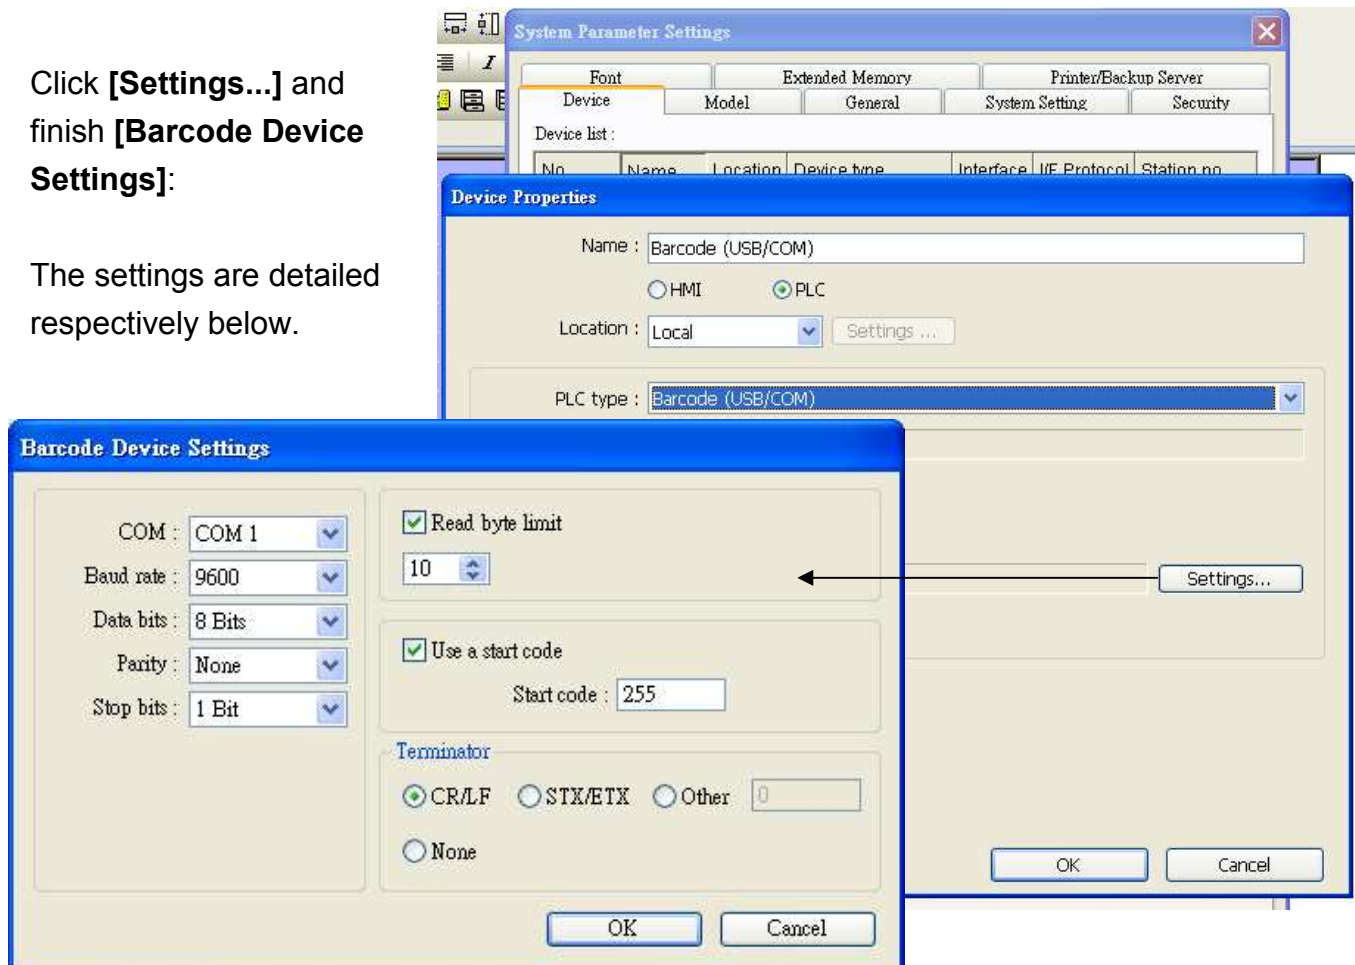 Click [Settings...] and
finish [Barcode Device
Settings]:
The settings are detailed
respectively below.
System Parameter Settings
Font Extended Memory Printer/Backup Server
Device Model General System Setting Security
Device list :
No. Name Location Device type Interface I/F Protocol Station no.
Device Properties
Name : Barcode (USB/COM)
HMI PLC
Location : Local Settings ...
PLC type : Barcode (USB/COM)
Settings...
OK Cancel
Barcode Device Settings
COM : COM 1
Baud rate : 9600
Data bits : 8 Bits
Parity : None
Stop bits : 1 Bit
Read byte limit
10
Use a start code
Start code : 255
Terminator
CR/LF STX/ETX Other 0
None
OK Cancel